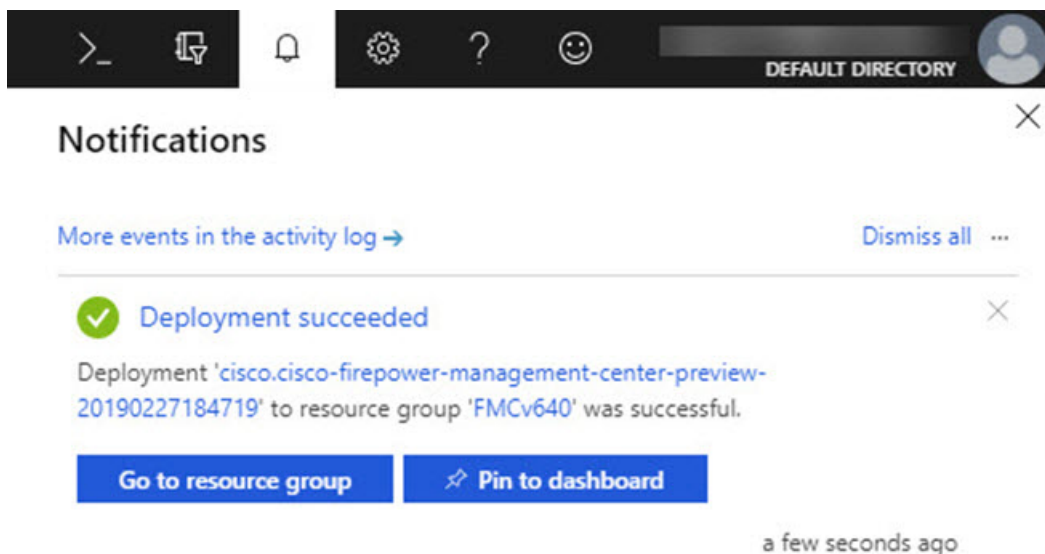 DEFAULT DIRECTORY
Notifications
More events in the activity log →
Dismiss all ...
Deployment succeeded
Deployment 'cisco.cisco-firepower-management-center-preview-
20190227184719' to resource group 'FMCv640' was successful.
Go to resource group
Pin to dashboard
a few seconds ago